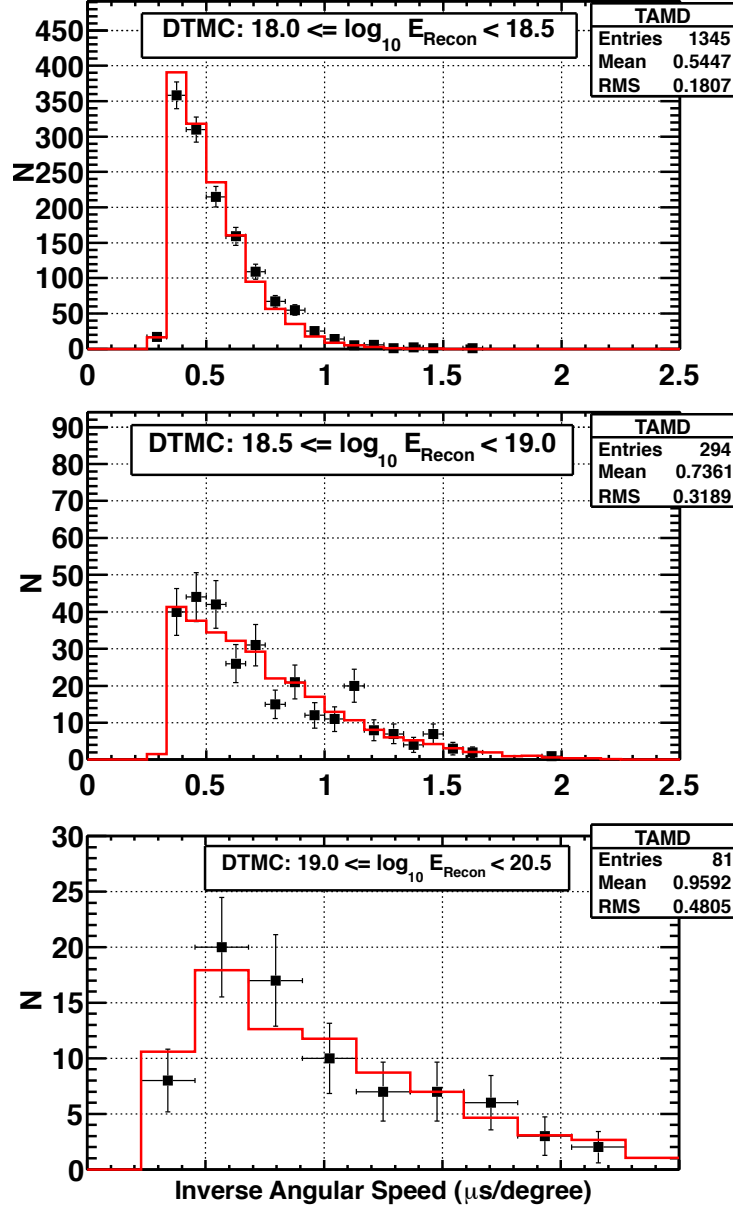 DTMC: 18.0 <= log10 ERecon < 18.5
TAMD
Entries 1345
Mean 0.5447
RMS 0.1807
450
400
350
300
250
200
150
100
50
0
N
0 0.5 1 1.5 2 2.5
DTMC: 18.5 <= log10 ERecon < 19.0
TAMD
Entries 294
Mean 0.7361
RMS 0.3189
90
80
70
60
50
40
30
20
10
0
N
0 0.5 1 1.5 2 2.5
DTMC: 19.0 <= log10 ERecon < 20.5
TAMD
Entries 81
Mean 0.9592
RMS 0.4805
30
25
20
15
10
5
0
N
Inverse Angular Speed (μs/degree)